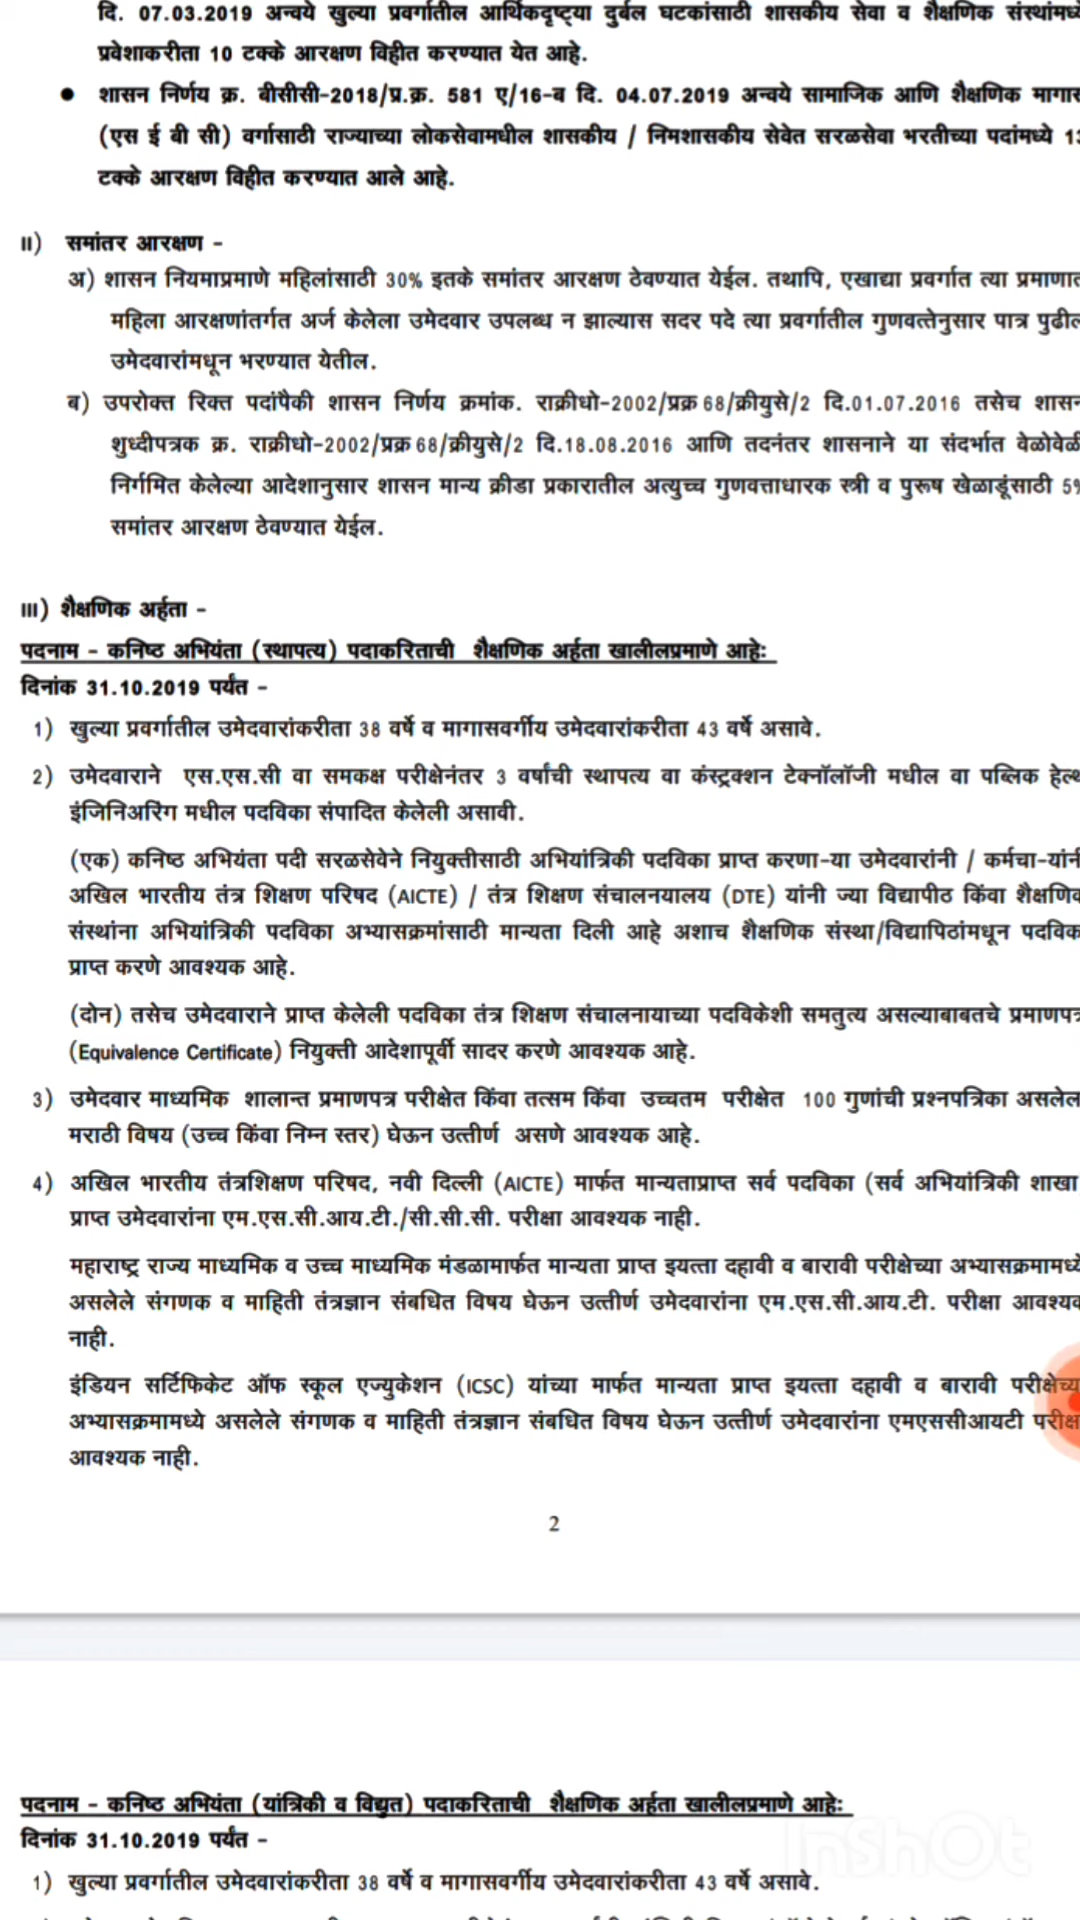 दि. 07.03.2019 अन्वये खुल्या प्रवर्गातील आर्थिकदृष्ट्या दुर्बल घटकांसाठी शासकीय सेवा व शैक्षणिक संस्थांमध्ये
प्रवेशाकरीता 10 टक्के आरक्षण विहीत करण्यात येत आहे.
● शासन निर्णय क्र. बीसीसी-2018/प्र.क्र. 581 ए/16-ब दि. 04.07.2019 अन्वये सामाजिक आणि शैक्षणिक मागास
(एस ई बी सी) वर्गासाठी राज्याच्या लोकसेवामधील शासकीय / निमशासकीय सेवेत सरळसेवा भरतीच्या पदांमध्ये
टक्के आरक्षण विहीत करण्यात आले आहे.
II) समांतर आरक्षण -
अ) शासन नियमाप्रमाणे महिलांसाठी 30% इतके समांतर आरक्षण ठेवण्यात येईल. तथापि, एखाद्या प्रवर्गात त्या
महिला आरक्षणांतर्गत अर्ज केलेला उमेदवार उपलब्ध न झाल्यास सदर पदे त्या प्रवर्गातील गुणवत्तेनुसार पात्र
उमेदवारांमधून भरण्यात येतील.
ब) उपरोक्त रिक्त पदांपैकी शासन निर्णय क्रमांक. राक्रीधो-2002/प्रक्र 68/क्रीयुसे/2 दि.01.07.2016 तसेच शासन
शुध्दीपत्रक क्र. राक्रीधो-2002/प्रक्र 68/क्रीयुसे/2 दि.18.08.2016 आणि तदनंतर शासनाने या संदर्भात वेळोवेळी
निर्गमित केलेल्या आदेशानुसार शासन मान्य क्रीडा प्रकारातील अत्युच्च गुणवत्ताधारक स्त्री व पुरूष खेळाडूंसाठी 5%
समांतर आरक्षण ठेवण्यात येईल.
III) शैक्षणिक अर्हता -
पदनाम - कनिष्ठ अभियंता (स्थापत्य) पदाकरिताची शैक्षणिक अर्हता खालीलप्रमाणे आहेः
दिनांक 31.10.2019 पर्यंत -
1) खुल्या प्रवर्गातील उमेदवारांकरीता 38 वर्षे व मागासवर्गीय उमेदवारांकरीता 43 वर्षे असावे.
2) उमेदवाराने एस.एस.सी वा समकक्ष परीक्षेनंतर 3 वर्षांची स्थापत्य वा कंस्ट्रक्शन टेक्नॉलॉजी मधील वा पब्लिक हेल्थ
इंजिनिअरिंग मधील पदविका संपादित केलेली असावी.
(एक) कनिष्ठ अभियंता पदी सरळसेवेने नियुक्तीसाठी अभियांत्रिकी पदविका प्राप्त करणा-या उमेदवारांनी / कर्मचा-यांनी
अखिल भारतीय तंत्र शिक्षण परिषद (AICTE) / तंत्र शिक्षण संचालनयालय (DTE) यांनी ज्या विद्यापीठ किंवा
संस्थांना अभियांत्रिकी पदविका अभ्यासक्रमांसाठी मान्यता दिली आहे अशाच शैक्षणिक संस्था/विद्यापिठांमधून
प्राप्त करणे आवश्यक आहे.
(दोन) तसेच उमेदवाराने प्राप्त केलेली पदविका तंत्र शिक्षण संचालनायाच्या पदविकेशी समतुत्य असल्याबाबतचे प्रमाणपत्र
(Equivalence Certificate) नियुक्ती आदेशापूर्वी सादर करणे आवश्यक आहे.
3) उमेदवार माध्यमिक शालान्त प्रमाणपत्र परीक्षेत किंवा तत्सम किंवा उच्चतम परीक्षेत 100 गुणांची प्रश्नपत्रिका
मराठी विषय (उच्च किंवा निम्न स्तर) घेऊन उत्तीर्ण असणे आवश्यक आहे.
4) अखिल भारतीय तंत्रशिक्षण परिषद, नवी दिल्ली (AICTE) मार्फत मान्यताप्राप्त सर्व पदविका (सर्व अभियांत्रिकी शाखा
प्राप्त उमेदवारांना एम.एस.सी.आय.टी./सी.सी.सी. परीक्षा आवश्यक नाही.
महाराष्ट्र राज्य माध्यमिक व उच्च माध्यमिक मंडळामार्फत मान्यता प्राप्त इयत्ता दहावी व बारावी परीक्षेच्या अभ्यासक्रमामध्ये
असलेले संगणक व माहिती तंत्रज्ञान संबधित विषय घेऊन उत्तीर्ण उमेदवारांना एम.एस.सी.आय.टी. परीक्षा आवश्यक
नाही.
इंडियन सर्टिफिकेट ऑफ स्कूल एज्युकेशन (ICSC) यांच्या मार्फत मान्यता प्राप्त इयत्ता दहावी व बारावी परीक्षेच्या
अभ्यासक्रमामध्ये असलेले संगणक व माहिती तंत्रज्ञान संबधित विषय घेऊन उत्तीर्ण उमेदवारांना एमएससीआयटी परीक्षा
आवश्यक नाही.
2
पदनाम - कनिष्ठ अभियंता (यांत्रिकी व विद्युत) पदाकरिताची शैक्षणिक अर्हता खालीलप्रमाणे आहेः
दिनांक 31.10.2019 पर्यंत -
InShOt
1) खुल्या प्रवर्गातील उमेदवारांकरीता 38 वर्षे व मागासवर्गीय उमेदवारांकरीता 43 वर्षे असावे.